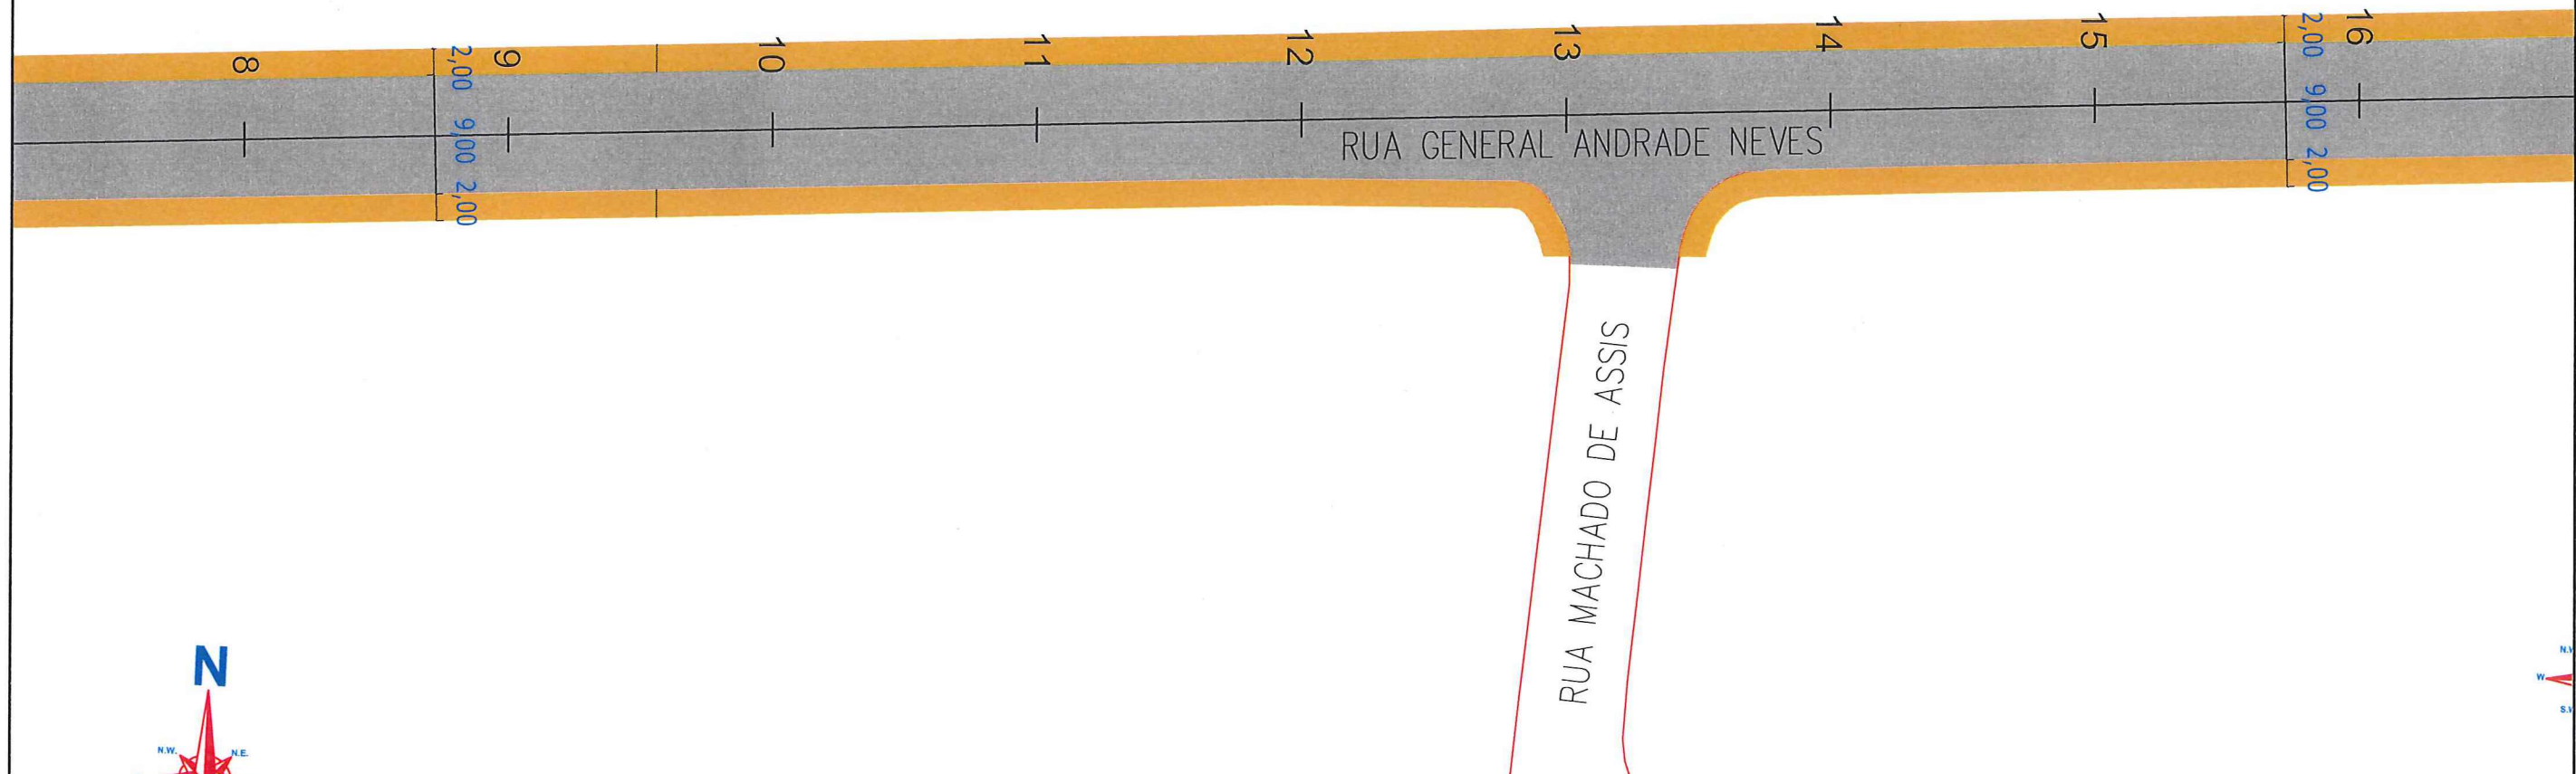 8
9
10
11
12
13
14
15
16
2,00
9,00
2,00
2,00
9,00
2,00
RUA GENERAL ANDRADE NEVES
RUA MACHADO DE ASSIS
N
N.W.
N.E.
W